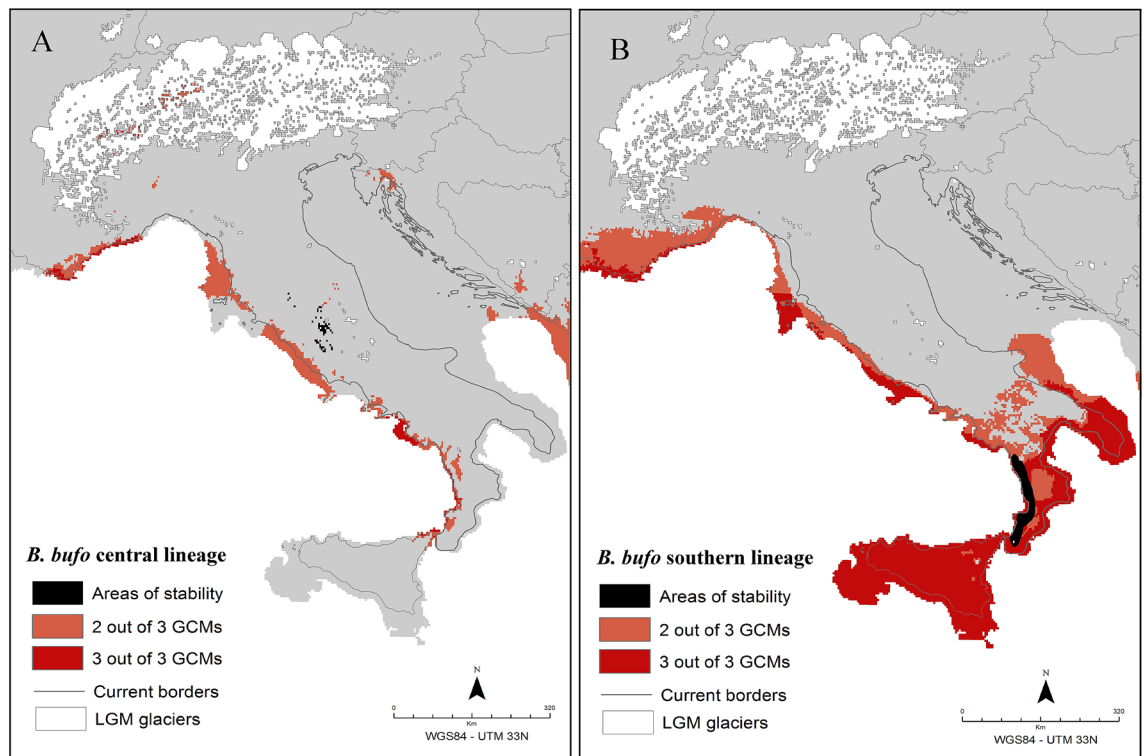 A
B. bufo central lineage
Areas of stability
2 out of 3 GCMs
3 out of 3 GCMs
Current borders
LGM glaciers
N
0 320
Km
WGS84 - UTM 33N
B
B. bufo southern lineage
Areas of stability
2 out of 3 GCMs
3 out of 3 GCMs
Current borders
LGM glaciers
N
0 320
Km
WGS84 - UTM 33N